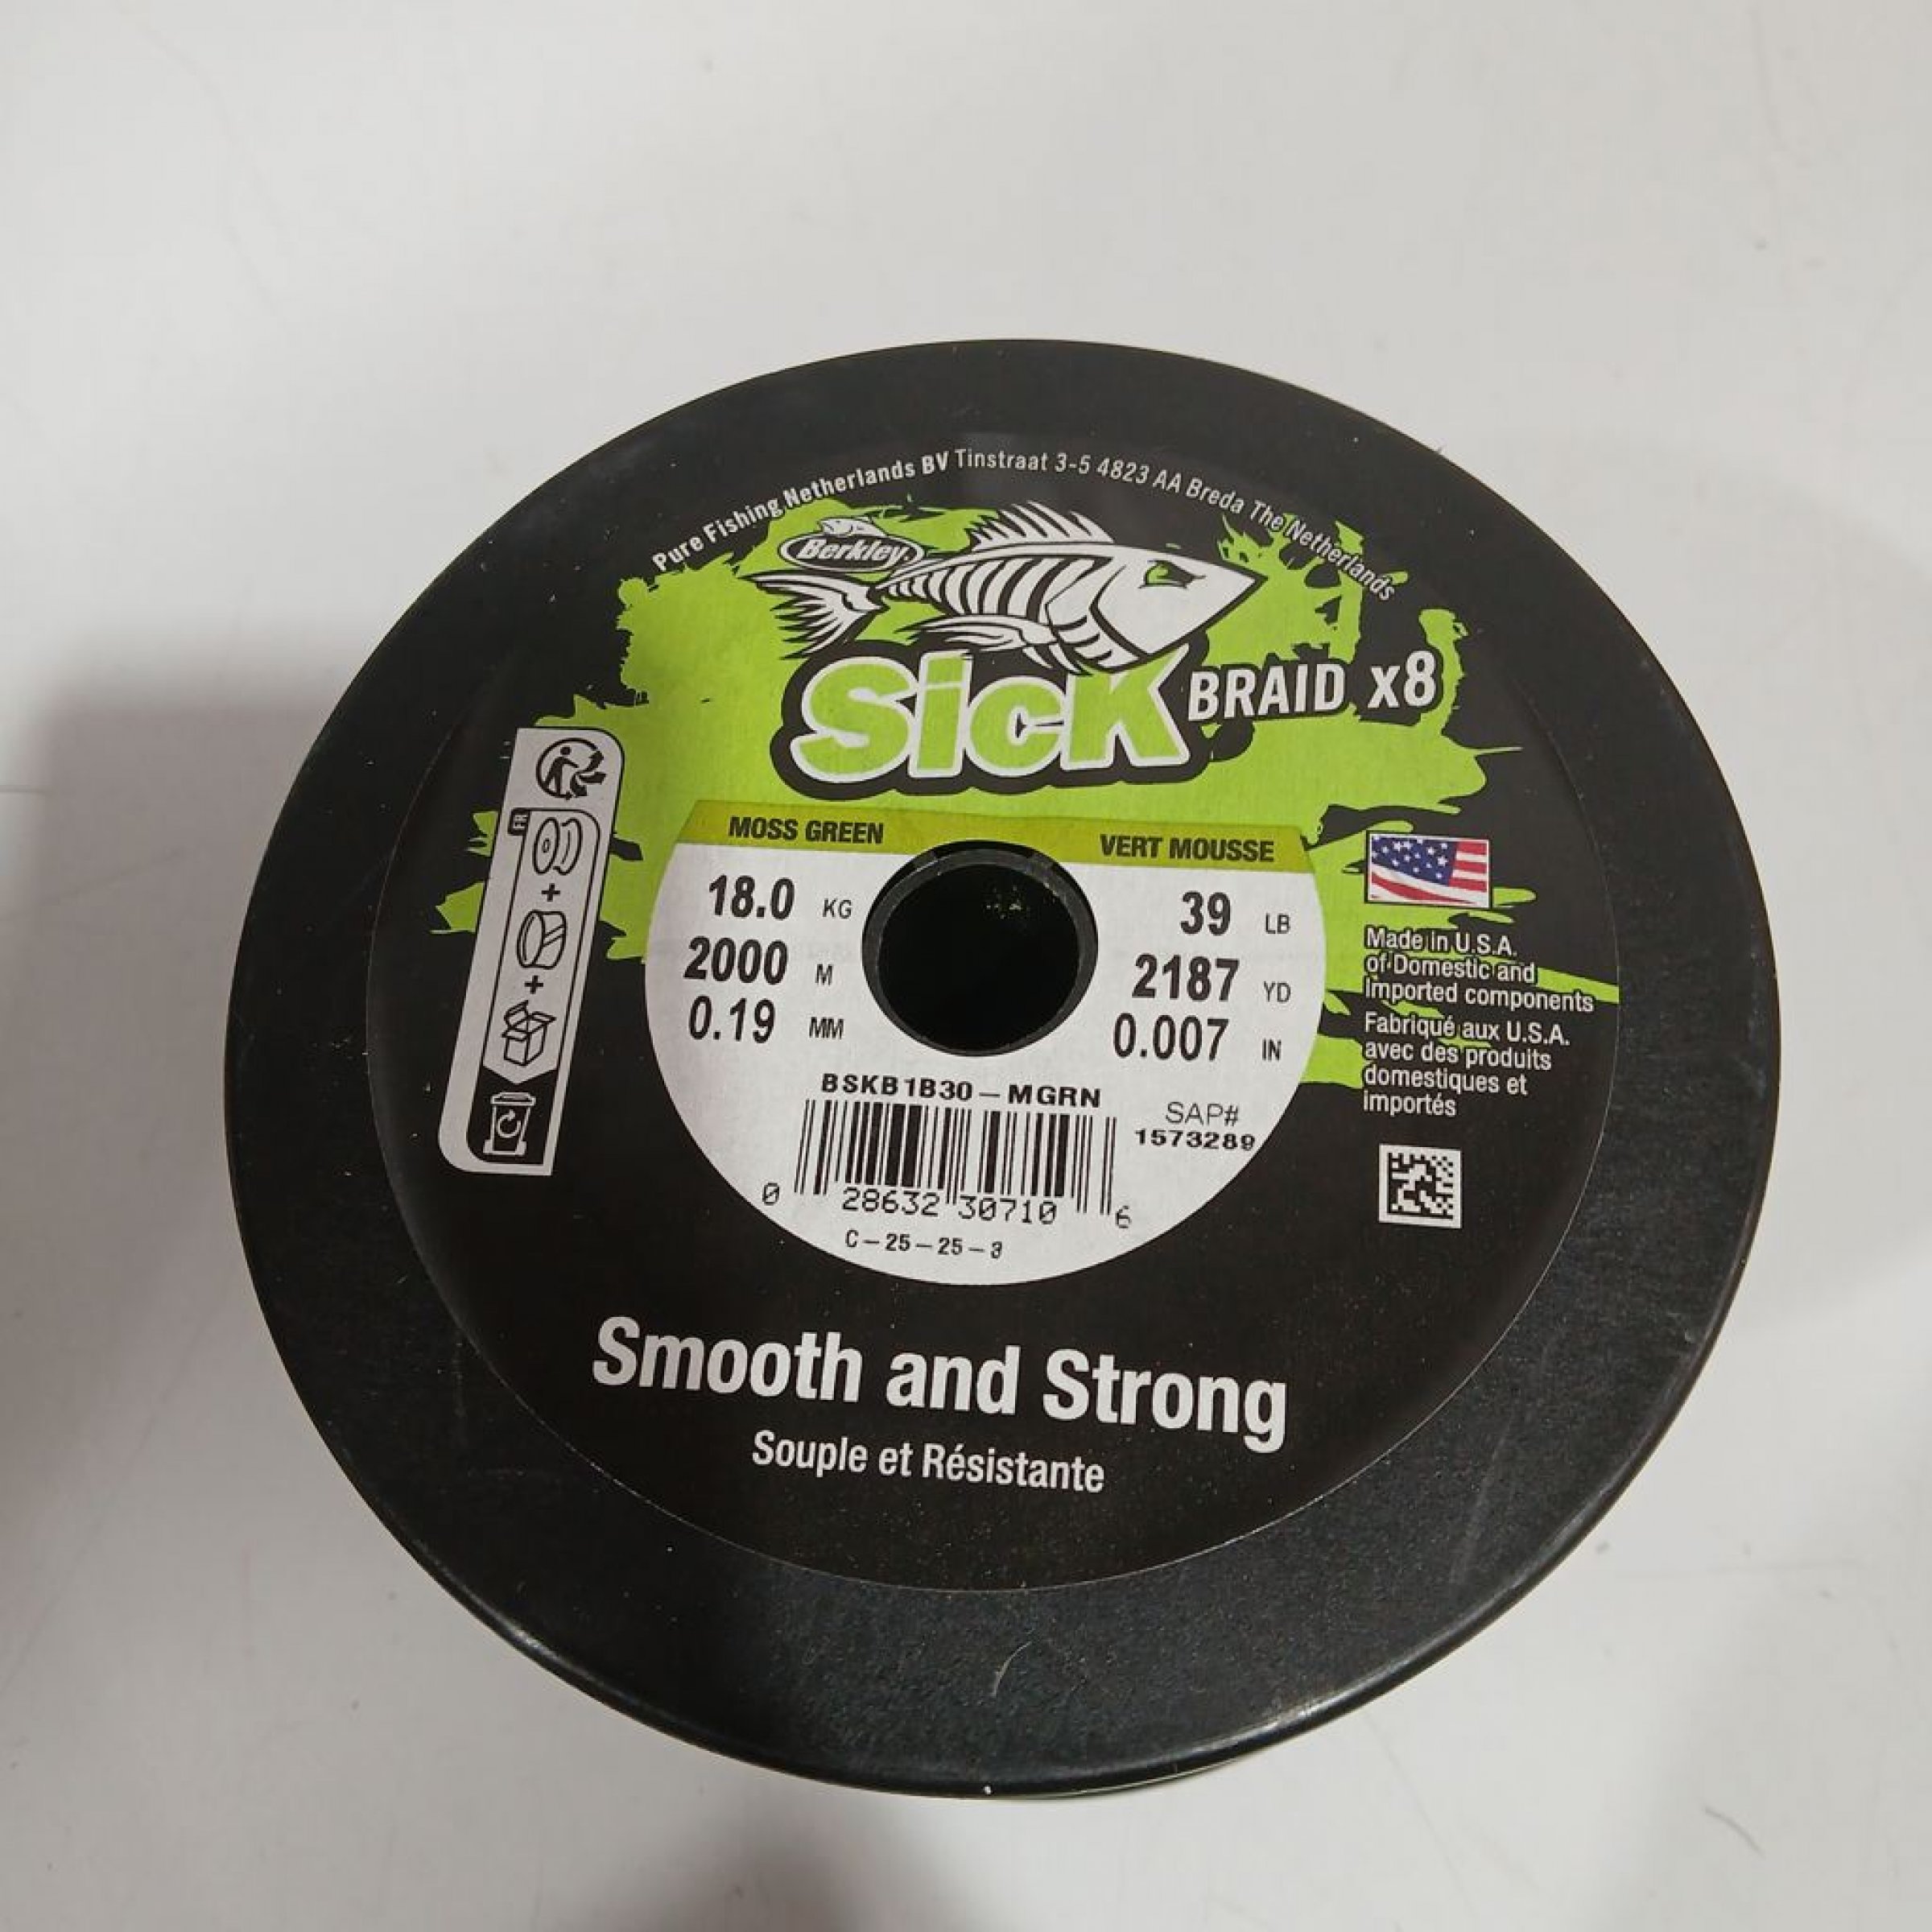 Pure Fishing Netherlands BV Tinstraat 3-5 4823 AA Breda The Netherlands
Berkley
Sick BRAID x8
MOSS GREEN VERT MOUSSE
18.0 KG 39 LB
2000 M 2187 YD
0.19 MM 0.007 IN
FR
Made in U.S.A.
of Domestic and
imported components
Fabriqué aux U.S.A.
avec des produits
domestiques et
importés
BSKB1B30-MGRN
SAP#
1573289
0 28632 30710 6
C-25-25-3
Smooth and Strong
Souple et Résistante